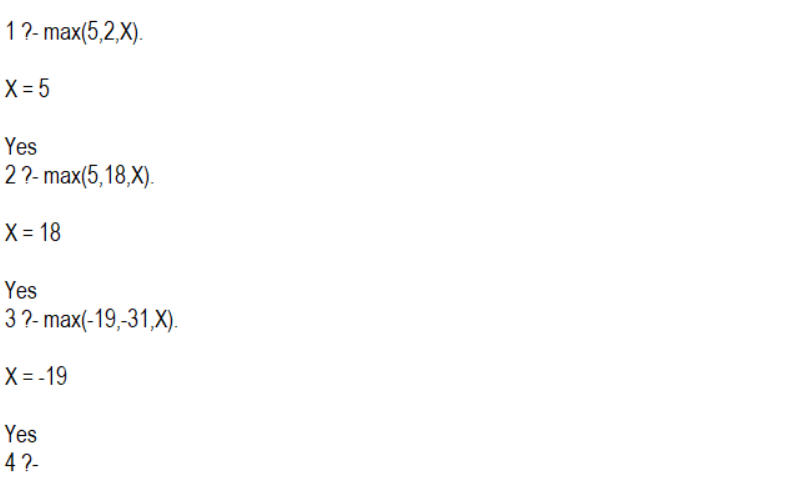 1 ?- max(5,2,X).
X = 5
Yes
2 ?- max(5,18,X).
X = 18
Yes
3 ?- max(-19,-31,X).
X = -19
Yes
4 ?-